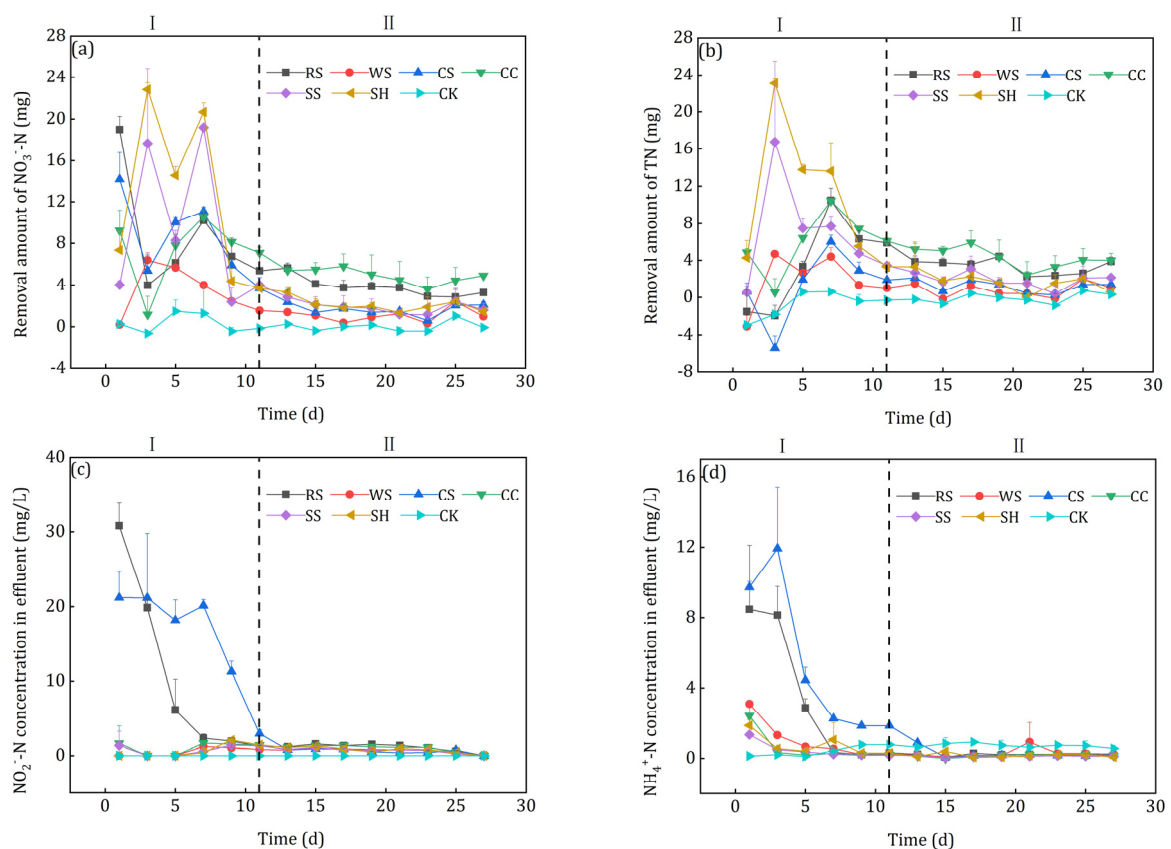 I II
(a)
RS WS CS CC
SS SH CK
Removal amount of NO3−-N (mg)
28
24
20
16
12
8
4
0
-4
0 5 10 15 20 25 30
Time (d)
I II
(b)
RS WS CS CC
SS SH CK
Removal amount of TN (mg)
28
24
20
16
12
8
4
0
-4
-8
0 5 10 15 20 25 30
Time (d)
I II
(c)
RS WS CS CC
SS SH CK
NO2−-N concentration in effluent (mg/L)
40
30
20
10
0
0 5 10 15 20 25 30
Time (d)
I II
(d)
RS WS CS CC
SS SH CK
NH4+-N concentration in effluent (mg/L)
16
12
8
4
0
0 5 10 15 20 25 30
Time (d)